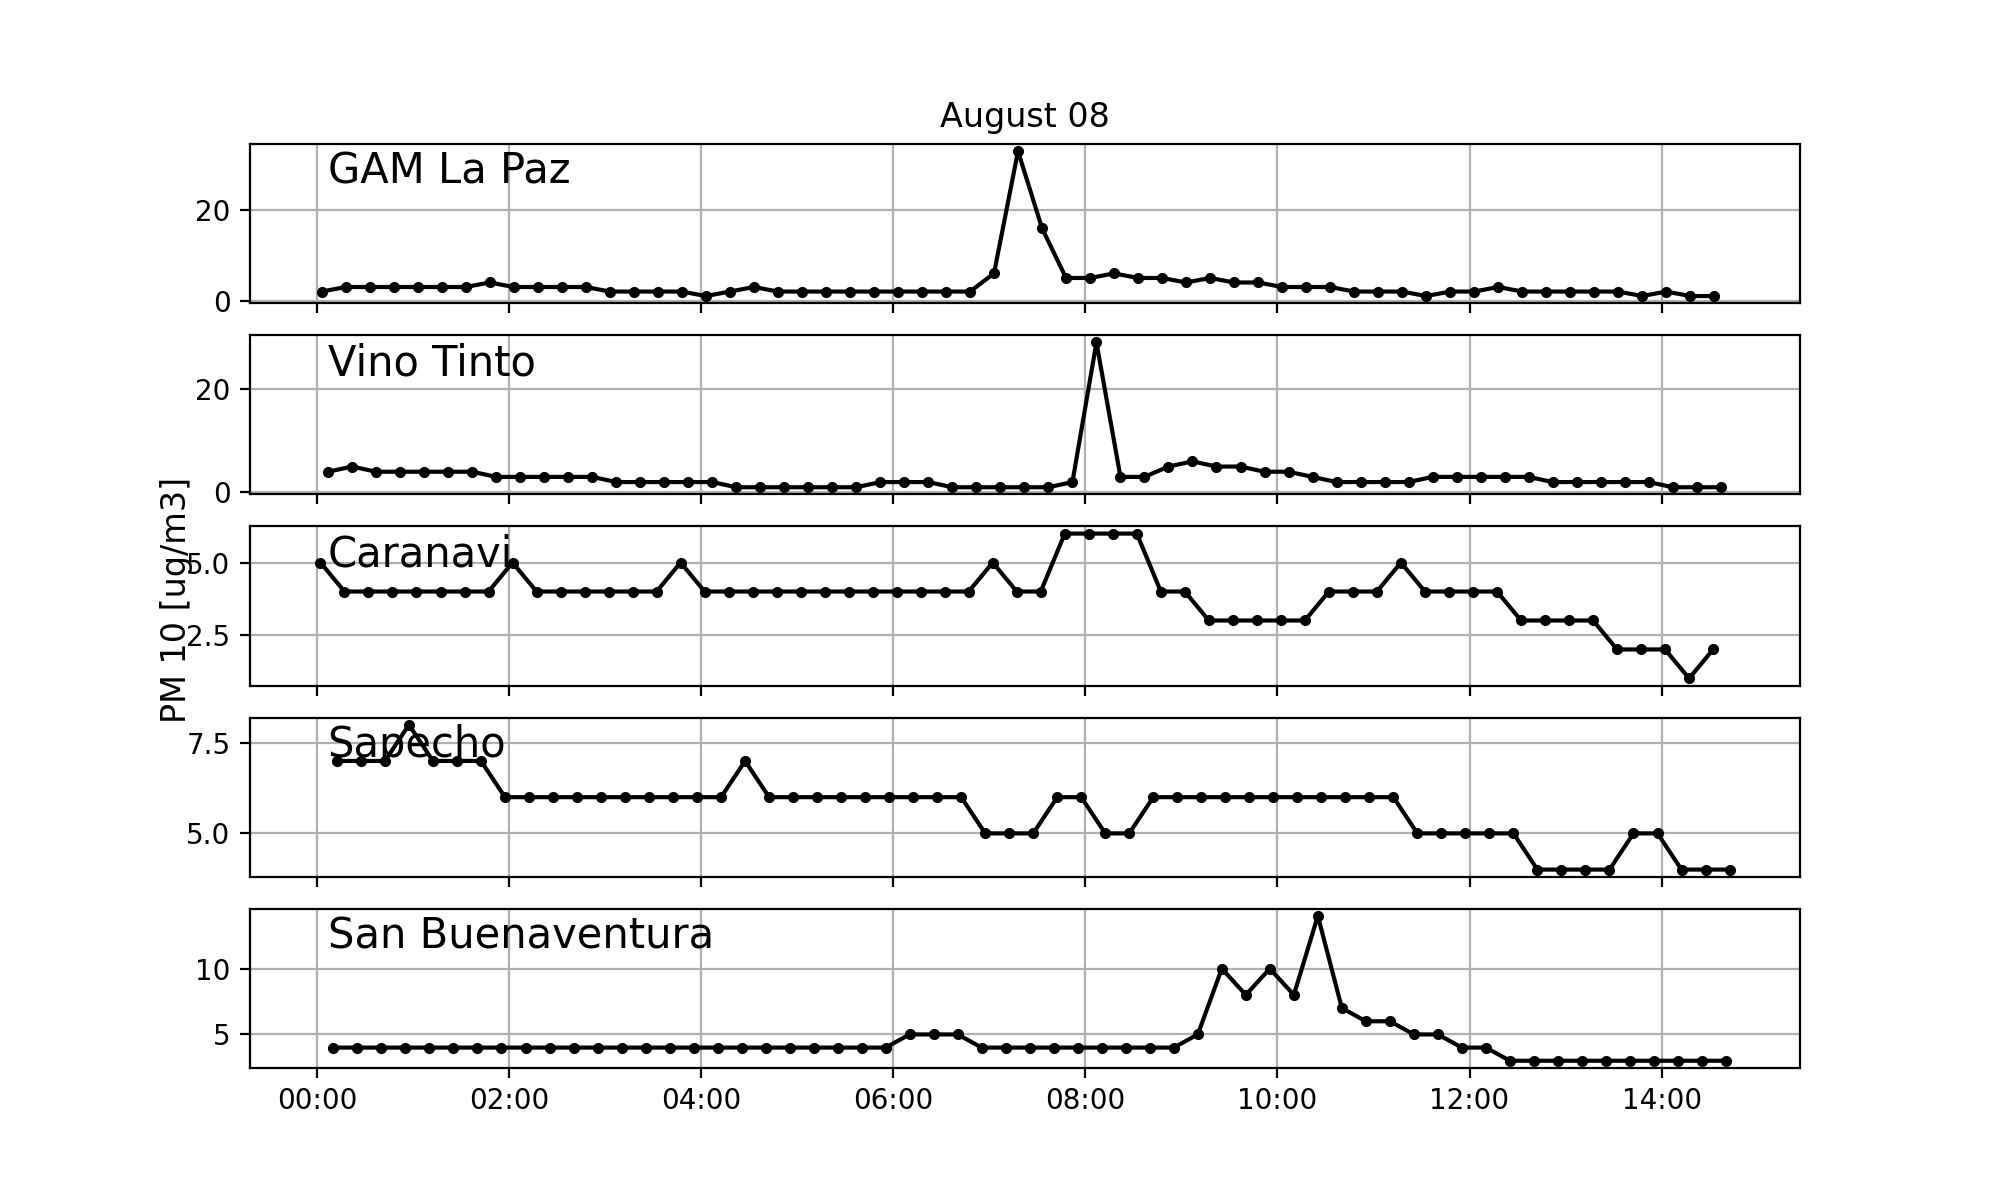 August 08
GAM La Paz
20
0
Vino Tinto
20
0
PM 10 [ug/m3]
Caranavi
5.0
2.5
Sapecho
7.5
5.0
San Buenaventura
10
5
00:00 02:00 04:00 06:00 08:00 10:00 12:00 14:00